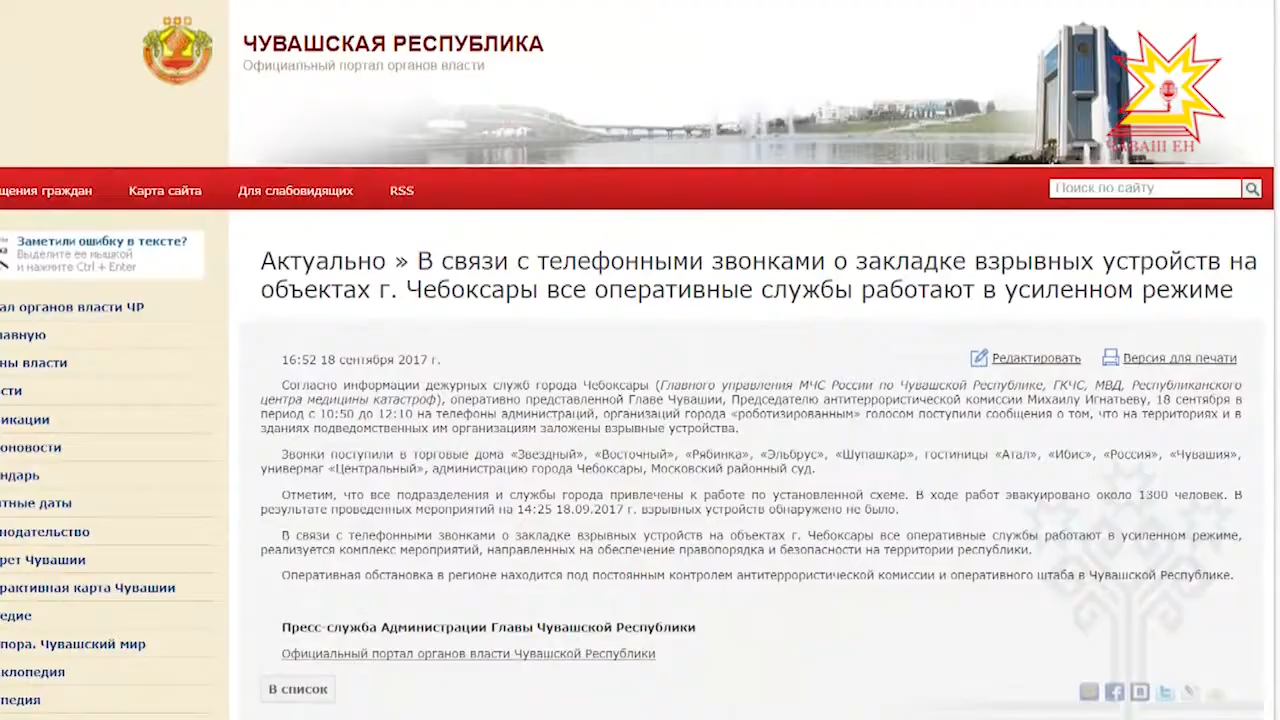 ЧУВАШСКАЯ РЕСПУБЛИКА
Официальный портал органов власти
ЧӐВАШ ЕН
щения граждан
Карта сайта
Для слабовидящих
RSS
Поиск по сайту
Заметили ошибку в тексте?
Выделите ее мышкой
и нажмите Ctrl + Enter
ал органов власти ЧР
лавную
ны власти
сти
икации
оновости
ндарь
тные даты
нодательство
рет Чувашии
рактивная карта Чувашии
едие
пора. Чувашский мир
клопедия
педия
Актуально » В связи с телефонными звонками о закладке взрывных устройств на
объектах г. Чебоксары все оперативные службы работают в усиленном режиме
16:52 18 сентября 2017 г.
Редактировать
Версия для печати
Согласно информации дежурных служб города Чебоксары (Главного управления МЧС России по Чувашской Республике, ГКЧС, МВД, Республиканского
центра медицины катастроф), оперативно представленной Главе Чувашии, Председателю антитеррористической комиссии Михаилу Игнатьеву, 18 сентября в
период с 10:50 до 12:10 на телефоны администраций, организаций города «роботизированным» голосом поступили сообщения о том, что на территориях и в
зданиях подведомственных им организациям заложены взрывные устройства.
Звонки поступили в торговые дома «Звездный», «Восточный», «Рябинка», «Эльбрус», «Шупашкар», гостиницы «Атал», «Ибис», «Россия», «Чувашия»,
универмаг «Центральный», администрацию города Чебоксары, Московский районный суд.
Отметим, что все подразделения и службы города привлечены к работе по установленной схеме. В ходе работ эвакуировано около 1300 человек. В
результате проведенных мероприятий на 14:25 18.09.2017 г. взрывных устройств обнаружено не было.
В связи с телефонными звонками о закладке взрывных устройств на объектах г. Чебоксары все оперативные службы работают в усиленном режиме,
реализуется комплекс мероприятий, направленных на обеспечение правопорядка и безопасности на территории республики.
Оперативная обстановка в регионе находится под постоянным контролем антитеррористической комиссии и оперативного штаба в Чувашской Республике.
Пресс-служба Администрации Главы Чувашской Республики
Официальный портал органов власти Чувашской Республики
В список